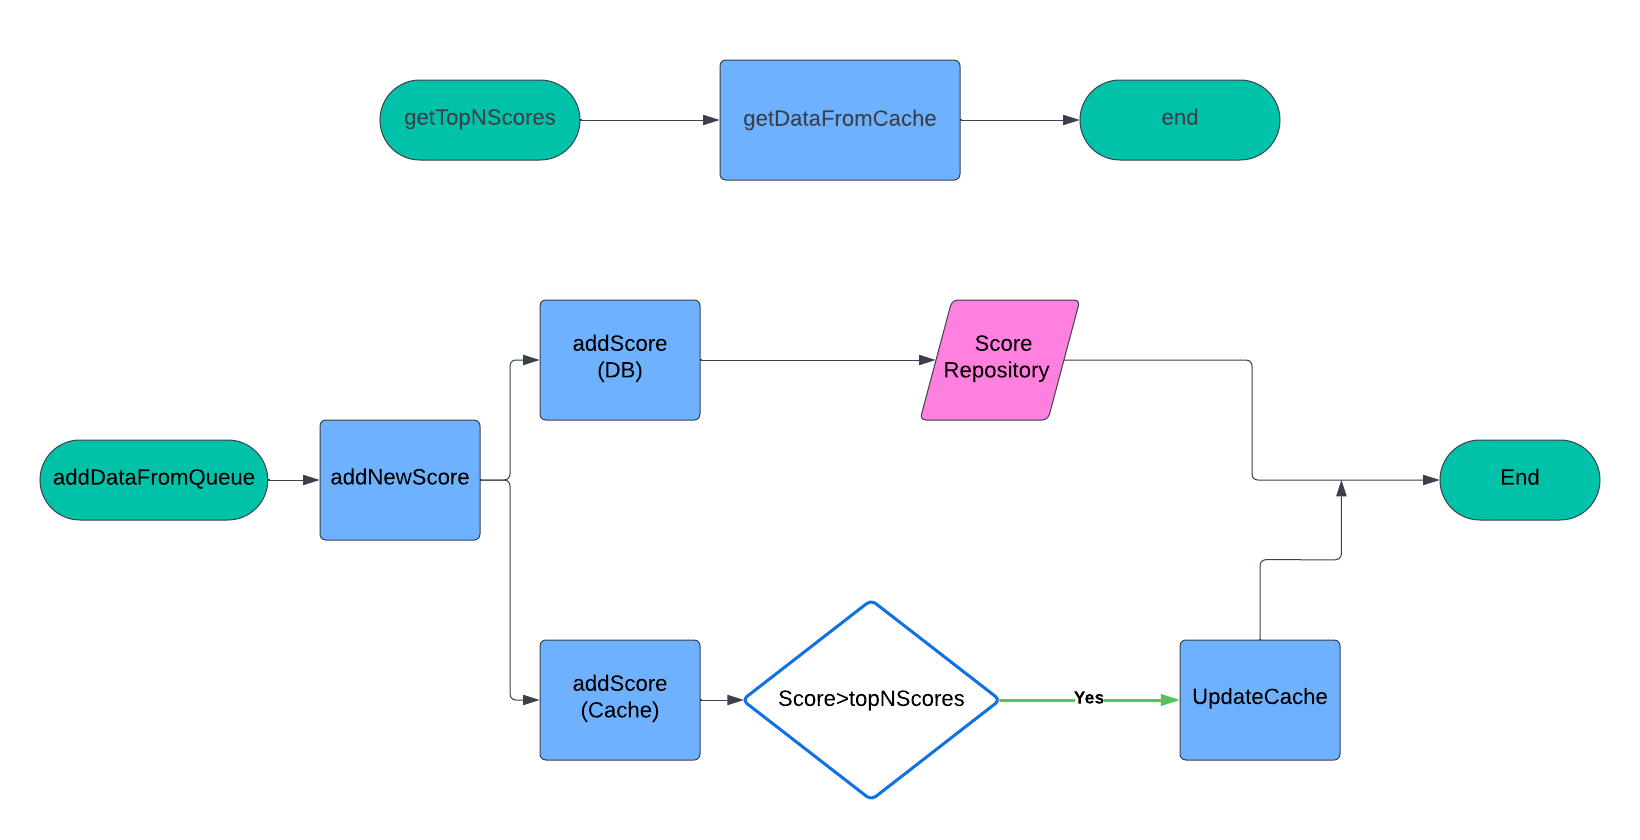 getTopNScores
getDataFromCache
end
addScore
(DB)
Score
Repository
addDataFromQueue
addNewScore
End
addScore
(Cache)
Score>topNScores
Yes
UpdateCache